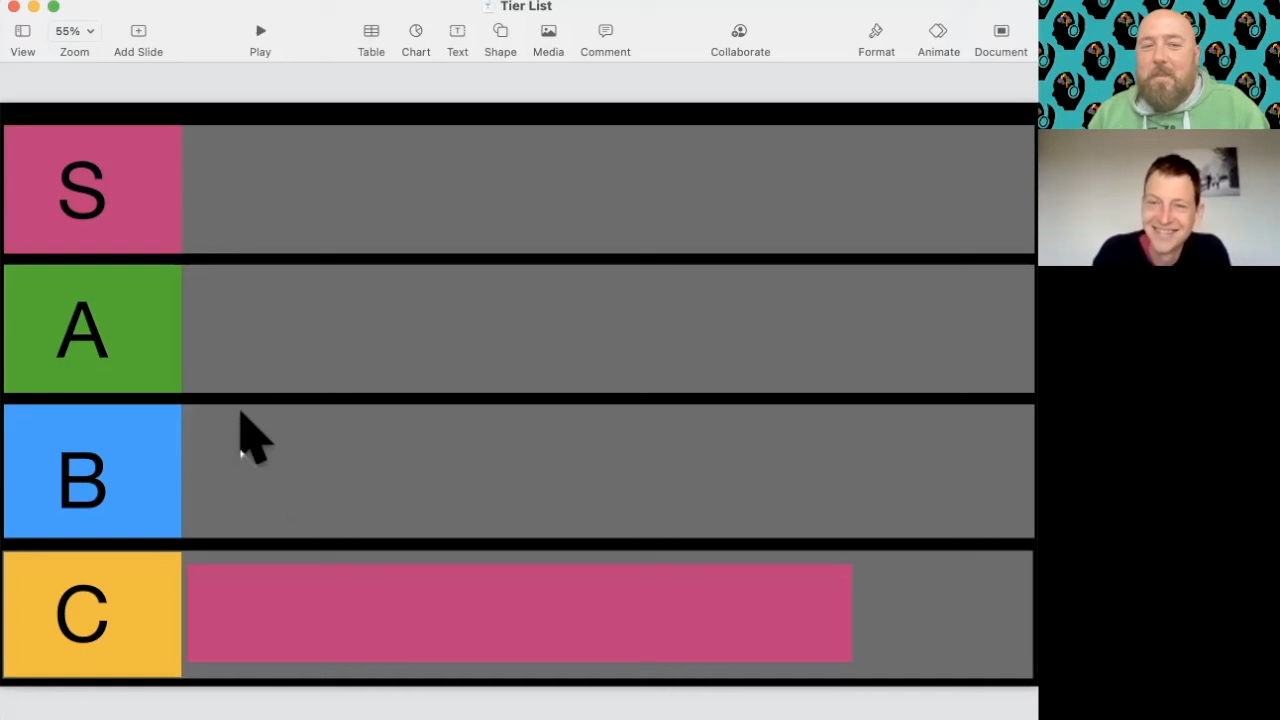 Tier List
55%
View Zoom Add Slide Play Table Chart Text Shape Media Comment Collaborate Format Animate Document
S
A
B
C